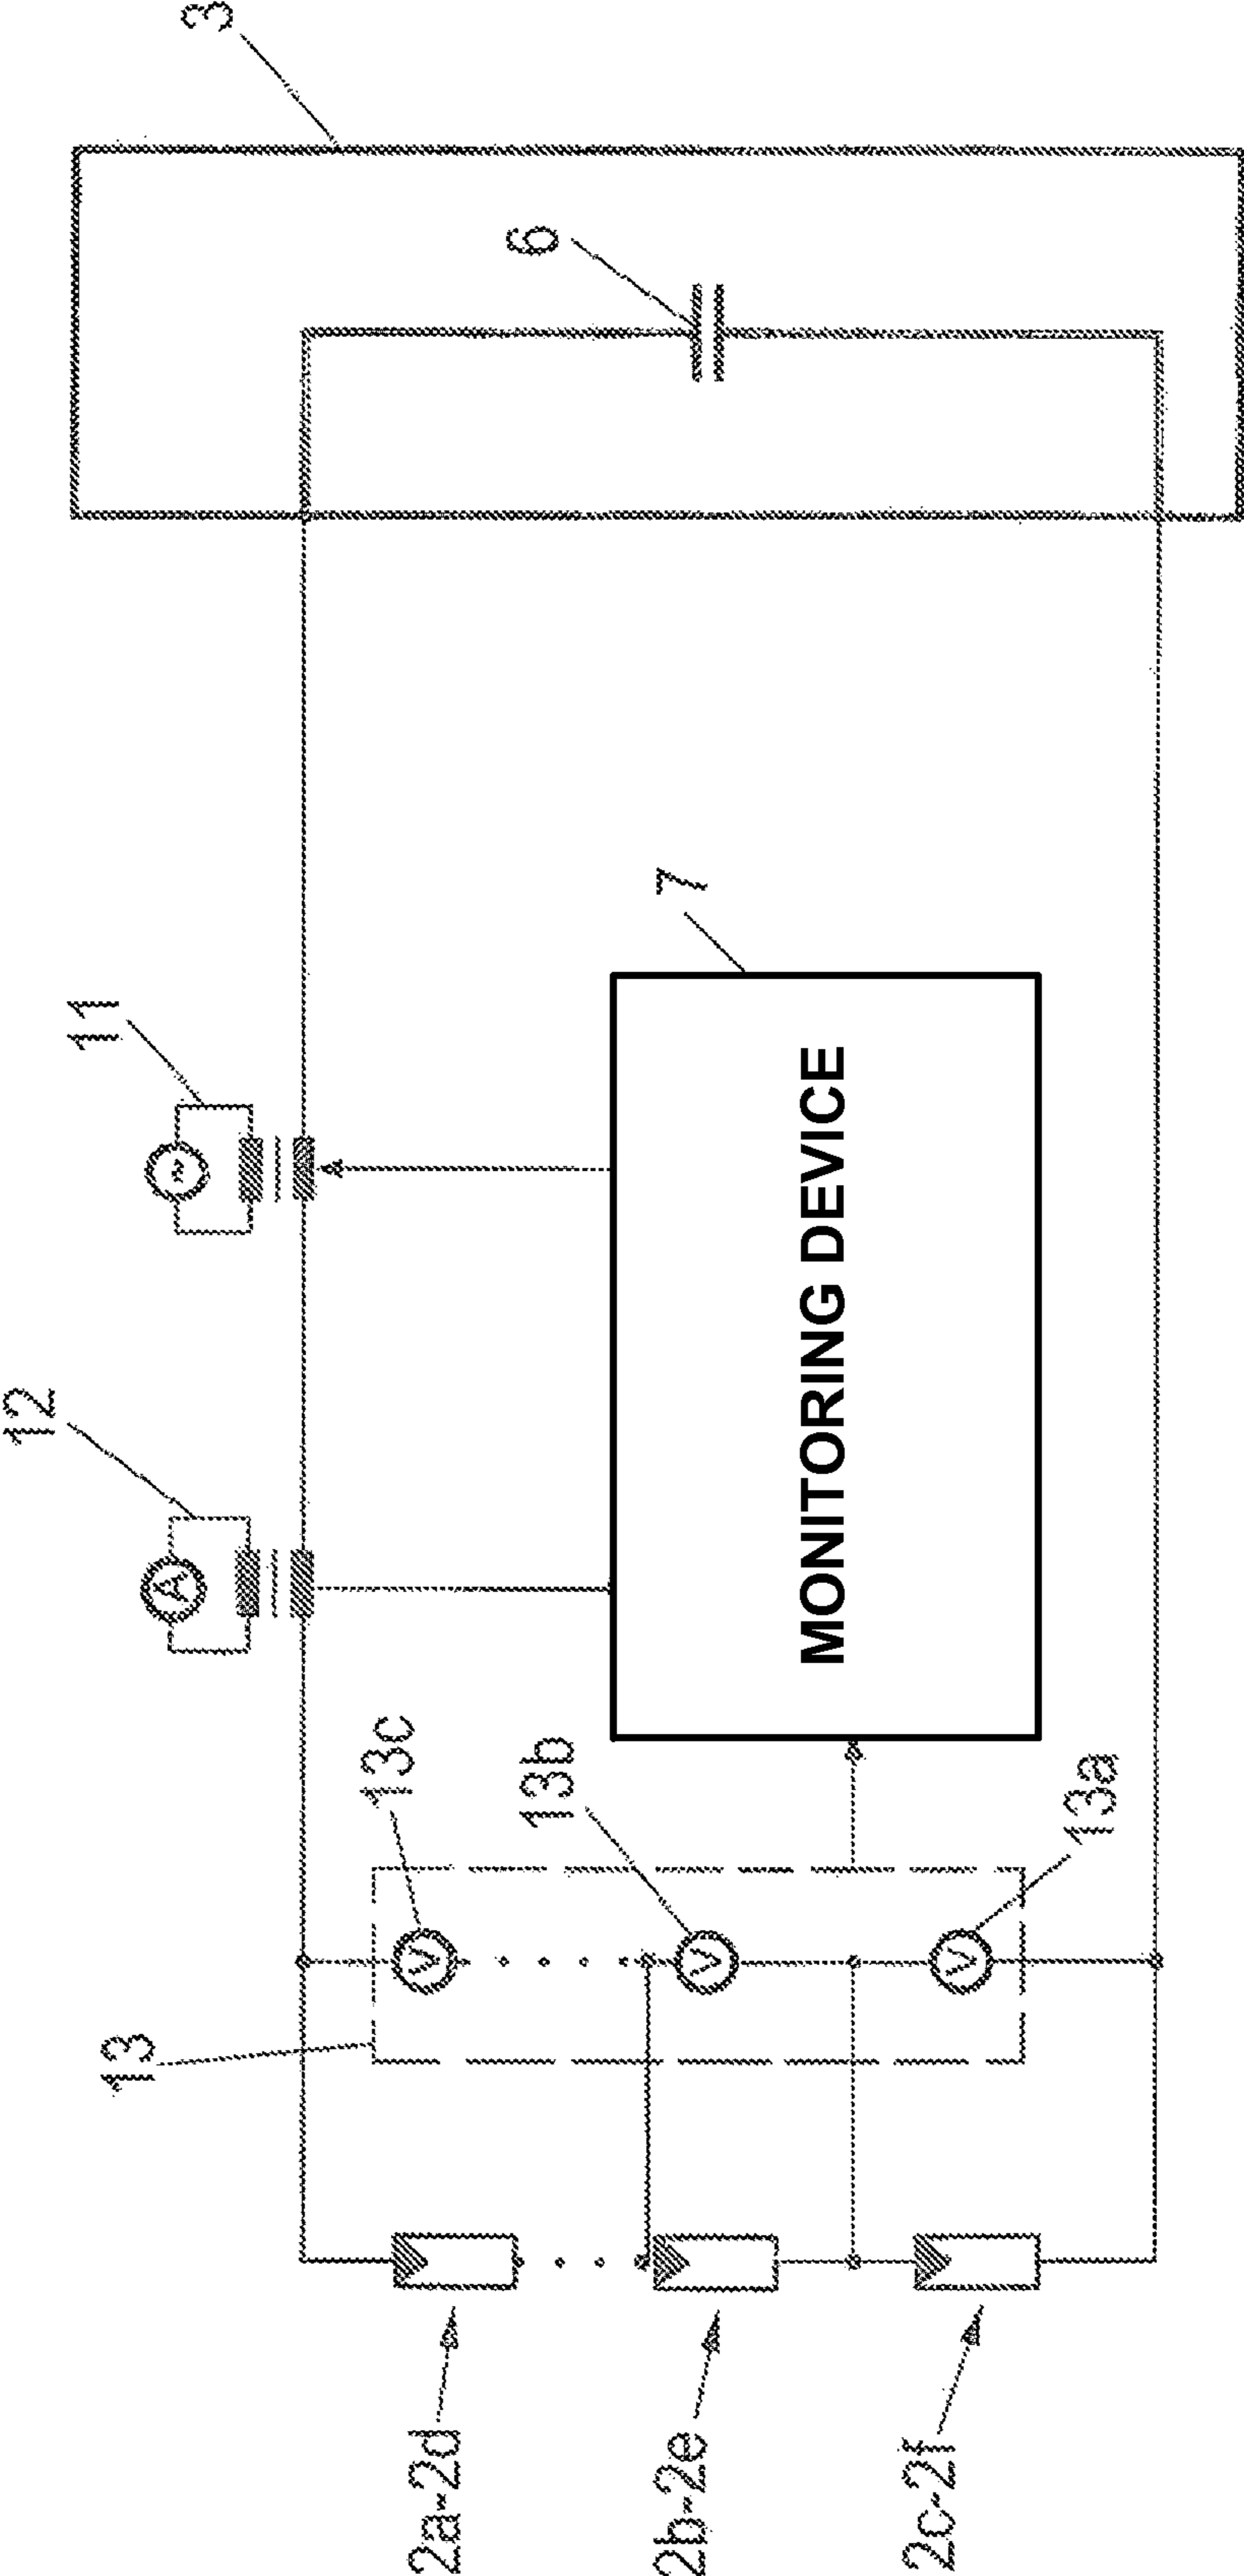 3
6
11
7
12
MONITORING DEVICE
~
A
13c
13b
13a
V
V
V
13
2a-2d
2b-2e
2c-2f